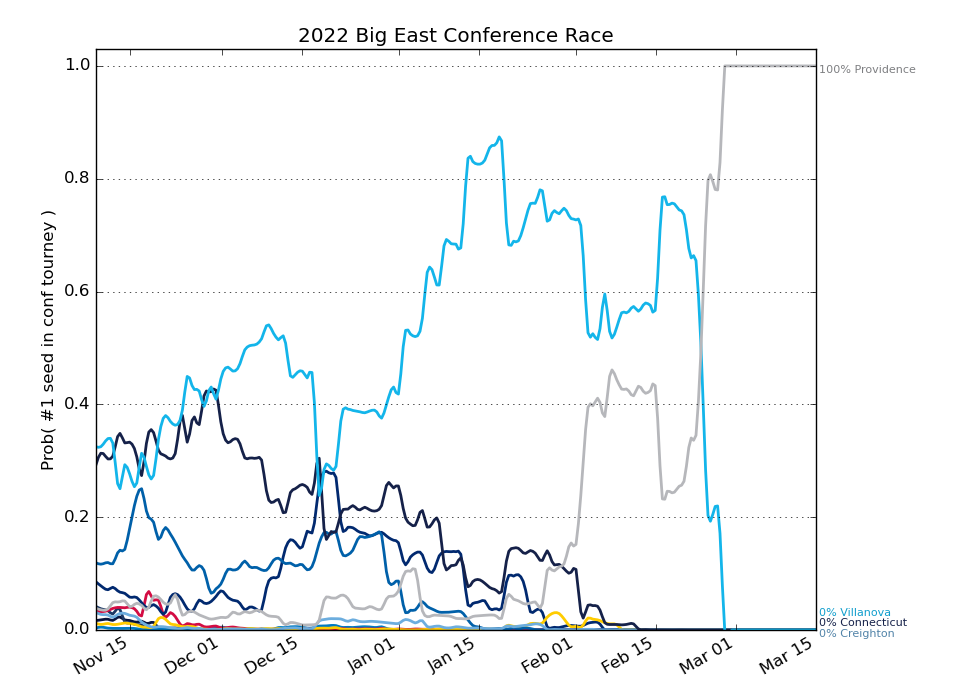 2022 Big East Conference Race
Prob( #1 seed in conf tourney )
1.0
0.8
0.6
0.4
0.2
0.0
Nov 15
Dec 01
Dec 15
Jan 01
Jan 15
Feb 01
Feb 15
Mar 01
Mar 15
100% Providence
0% Villanova
0% Connecticut
0% Creighton